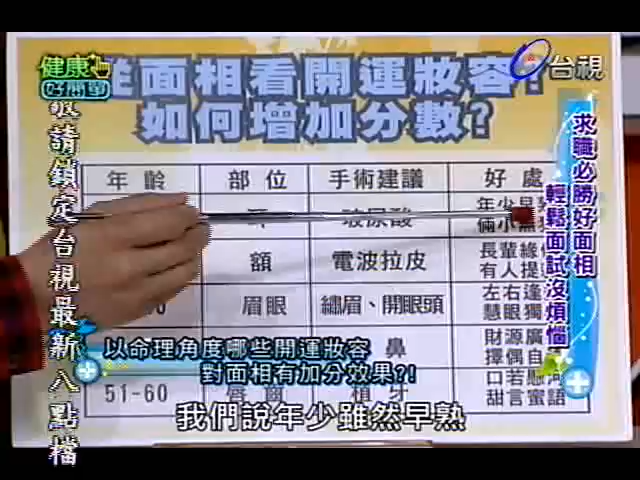 健康
好簡單
台視
從面相看開運妝容?
如何增加分數?
請鎖定台視最新八點檔
求職必勝好面相
輕鬆面試沒煩惱
年齡 部位 手術建議 好處
玻尿酸 年少早
額 電波拉皮 長輩緣
有人提
眉眼 繡眉、開眼頭 左右逢
慧眼獨
鼻 財源廣
擇偶自
51-60 唇齒 植牙 口若懸河
甜言蜜語
以命理角度哪些開運妝容
對面相有加分效果?!
我們說年少雖然早熟